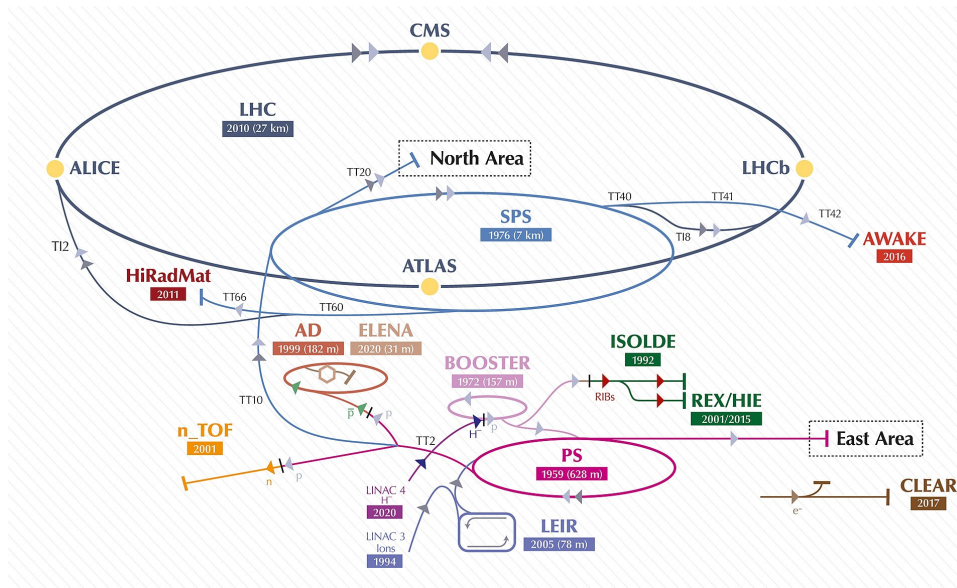 CMS
LHC
2010 (27 km)
North Area
TT20
ALICE
LHCb
TT40
TT41
TT42
SPS
1976 (7 km)
TI8
AWAKE
2016
TI2
ATLAS
HiRadMat
2011
TT66
TT60
AD
1999 (182 m)
ELENA
2020 (31 m)
ISOLDE
1992
BOOSTER
1972 (157 m)
RIBs
REX/HIE
2001/2015
TT10
p̅
p
n_TOF
2001
TT2
H⁻
p
East Area
n
p
PS
1959 (628 m)
LINAC 4
H⁻
2020
CLEAR
2017
e⁻
LEIR
2005 (78 m)
LINAC 3
Ions
1994